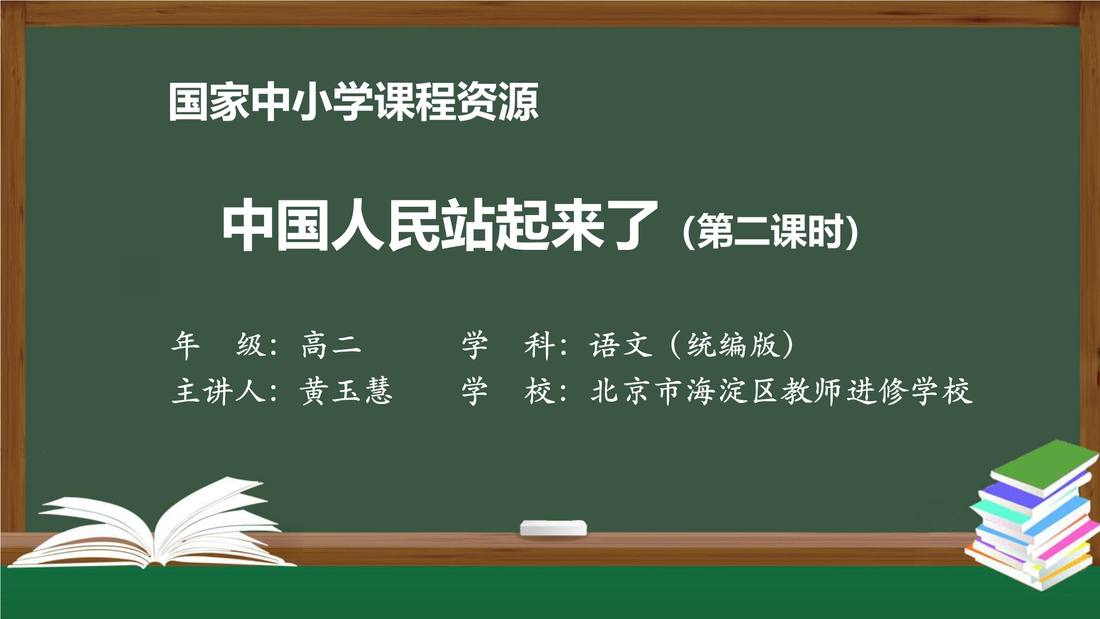 国家中小学课程资源
中国人民站起来了（第二课时）
年 级：高二 学 科：语文（统编版）
主讲人：黄玉慧 学 校：北京市海淀区教师进修学校